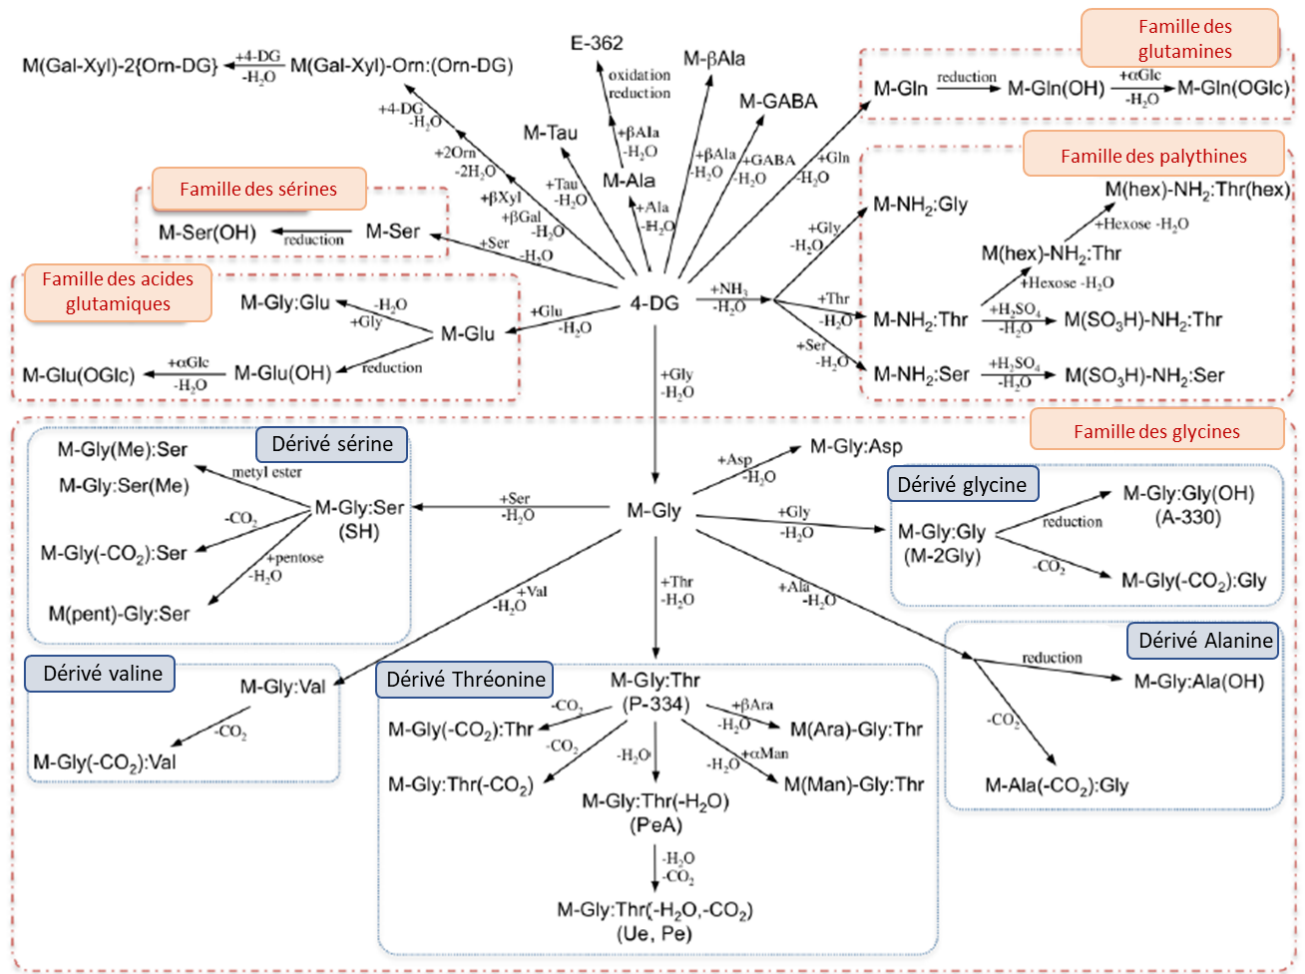 Famille des
glutamines
E-362
M(Gal-Xyl)-2{Orn-DG}
+4-DG
-H2O
M(Gal-Xyl)-Orn:(Orn-DG)
M-βAla
oxidation
reduction
M-Gln
reduction
M-Gln(OH)
+αGlc
-H2O
M-Gln(OGlc)
M-GABA
+4-DG
-H2O
M-Tau
+βAla
-H2O
+2Orn
-2H2O
+βAla
-H2O
+GABA
-H2O
+Gln
-H2O
Famille des palythines
Famille des sérines
+Tau
-H2O
M-Ala
M(hex)-NH2:Thr(hex)
+βXyl
+βGal
-H2O
+Ala
-H2O
M-NH2:Gly
+Hexose -H2O
M-Ser(OH)
reduction
M-Ser
+Ser
-H2O
+Gly
-H2O
M(hex)-NH2:Thr
Famille des acides
glutamiques
+Hexose -H2O
M-Gly:Glu
-H2O
+Gly
4-DG
+NH3
-H2O
+Thr
-H2O
M-NH2:Thr
+H2SO4
-H2O
M(SO3H)-NH2:Thr
+Glu
-H2O
M-Glu
+Ser
-H2O
M-Glu(OGlc)
+αGlc
-H2O
M-Glu(OH)
reduction
+Gly
-H2O
M-NH2:Ser
+H2SO4
-H2O
M(SO3H)-NH2:Ser
Famille des glycines
Dérivé sérine
M-Gly(Me):Ser
metyl ester
M-Gly:Ser(Me)
M-Gly:Asp
+Asp
-H2O
Dérivé glycine
M-Gly:Gly(OH)
(A-330)
M-Gly:Ser
(SH)
+Ser
-H2O
M-Gly
+Gly
-H2O
M-Gly:Gly
(M-2Gly)
reduction
-CO2
M-Gly(-CO2):Ser
+pentose
-H2O
-CO2
M-Gly(-CO2):Gly
M(pent)-Gly:Ser
+Val
-H2O
+Thr
-H2O
+Ala
-H2O
Dérivé Alanine
Dérivé valine
Dérivé Thréonine
reduction
M-Gly:Ala(OH)
M-Gly:Val
M-Gly:Thr
(P-334)
-CO2
+βAra
-H2O
-CO2
M-Gly(-CO2):Thr
M(Ara)-Gly:Thr
-CO2
M-Gly(-CO2):Val
-CO2
-H2O
+αMan
-H2O
M-Gly:Thr(-CO2)
M(Man)-Gly:Thr
M-Ala(-CO2):Gly
M-Gly:Thr(-H2O)
(PeA)
-H2O
-CO2
M-Gly:Thr(-H2O,-CO2)
(Ue, Pe)